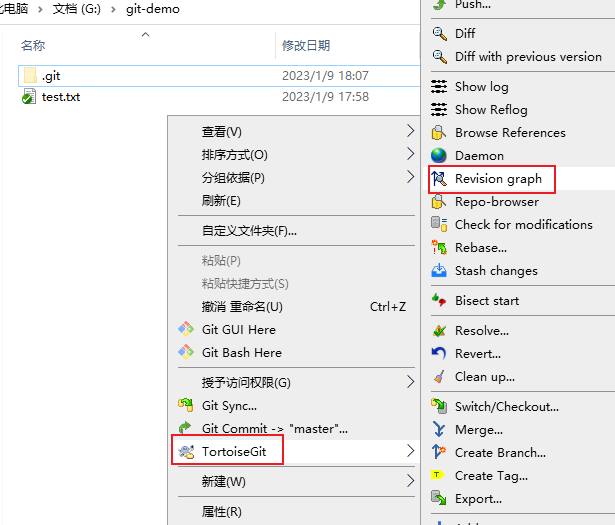 此电脑 > 文档 (G:) > git-demo
名称
修改日期
.git
2023/1/9 18:07
test.txt
2023/1/9 17:58
查看(V)
排序方式(O)
分组依据(P)
刷新(E)
自定义文件夹(F)...
粘贴(P)
粘贴快捷方式(S)
撤消 重命名(U) Ctrl+Z
Git GUI Here
Git Bash Here
授予访问权限(G)
Git Sync...
Git Commit -> "master"...
TortoiseGit
新建(W)
属性(R)
Push...
Diff
Diff with previous version
Show log
Show Reflog
Browse References
Daemon
Revision graph
Repo-browser
Check for modifications
Rebase...
Stash changes
Bisect start
Resolve...
Revert...
Clean up...
Switch/Checkout...
Merge...
Create Branch...
Create Tag...
Export...